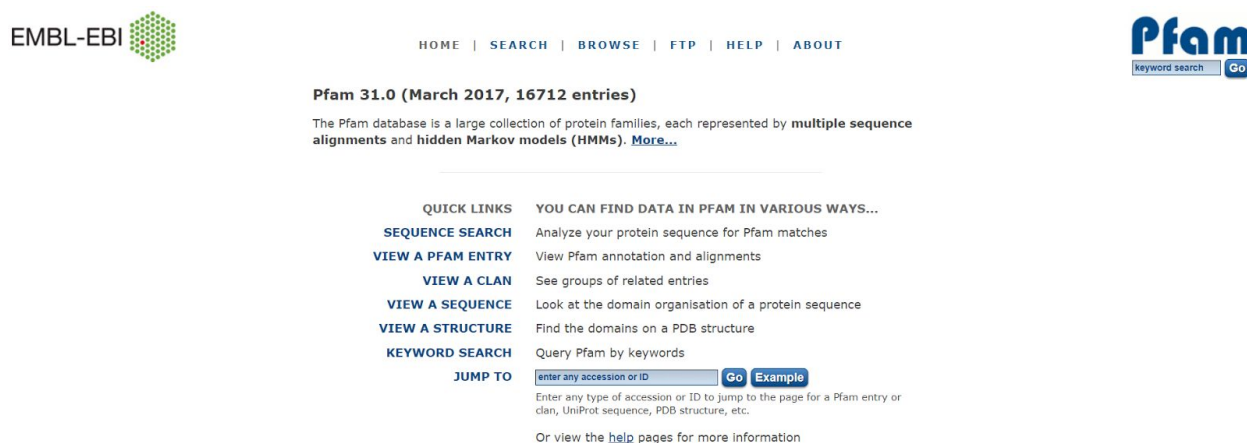 EMBL-EBI
HOME | SEARCH | BROWSE | FTP | HELP | ABOUT
Pfam
keyword search Go
Pfam 31.0 (March 2017, 16712 entries)
The Pfam database is a large collection of protein families, each represented by multiple sequence
alignments and hidden Markov models (HMMs). More...
QUICK LINKS YOU CAN FIND DATA IN PFAM IN VARIOUS WAYS...
SEQUENCE SEARCH Analyze your protein sequence for Pfam matches
VIEW A PFAM ENTRY View Pfam annotation and alignments
VIEW A CLAN See groups of related entries
VIEW A SEQUENCE Look at the domain organisation of a protein sequence
VIEW A STRUCTURE Find the domains on a PDB structure
KEYWORD SEARCH Query Pfam by keywords
JUMP TO enter any accession or ID Go Example
Enter any type of accession or ID to jump to the page for a Pfam entry or
clan, UniProt sequence, PDB structure, etc.
Or view the help pages for more information